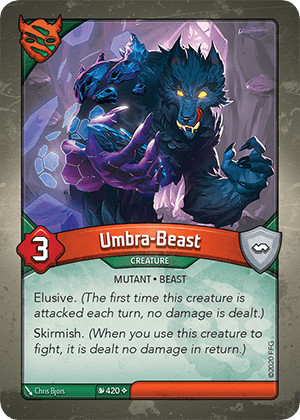 Umbra-Beast
CREATURE
3
MUTANT • BEAST
Elusive. (The first time this creature is
attacked each turn, no damage is dealt.)
Skirmish. (When you use this creature to
fight, it is dealt no damage in return.)
©2020 FFG
Chris Bjors
420